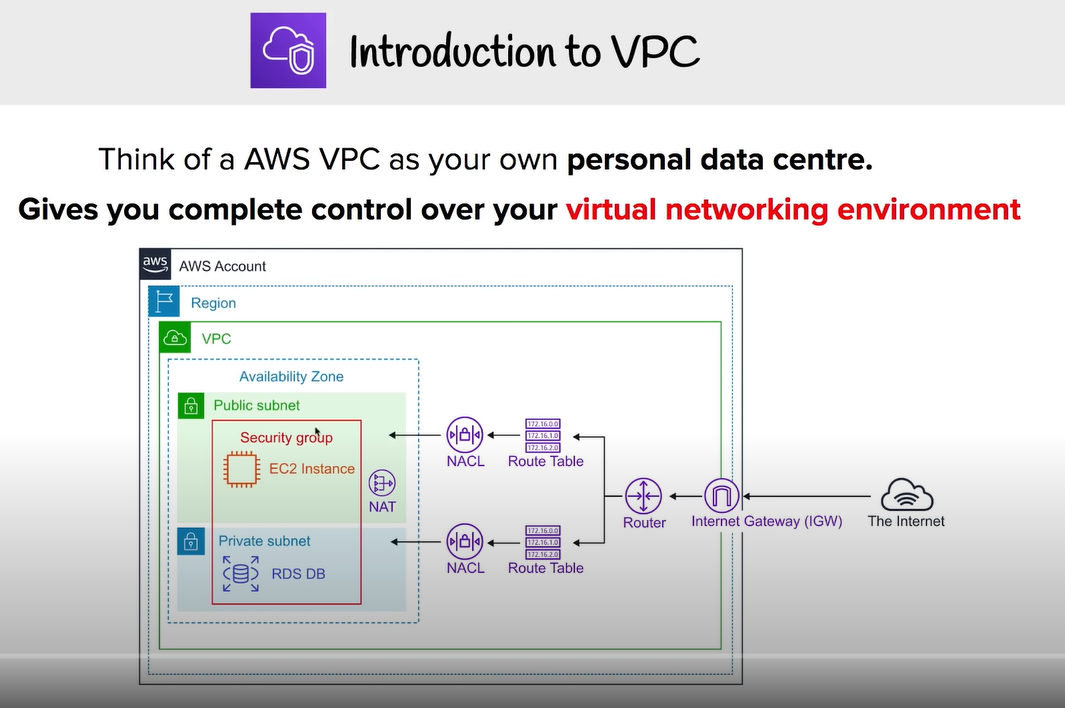 Introduction to VPC
Think of a AWS VPC as your own personal data centre.
Gives you complete control over your virtual networking environment
aws
AWS Account
Region
VPC
Availability Zone
Public subnet
Security group
EC2 Instance
NAT
Private subnet
RDS DB
NACL
172.16.0.0
172.16.1.0
172.16.2.0
Route Table
NACL
172.16.0.0
172.16.1.0
172.16.2.0
Route Table
Router
Internet Gateway (IGW)
The Internet